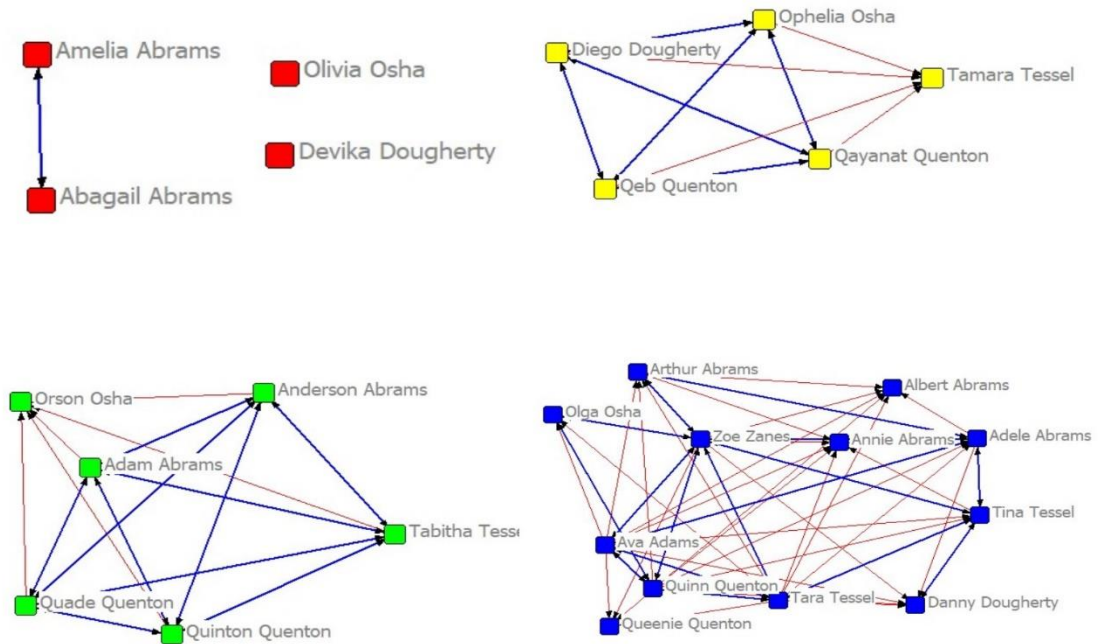 Amelia Abrams
Olivia Osha
Devika Dougherty
Abagail Abrams
Ophelia Osha
Diego Dougherty
Tamara Tessel
Qayanat Quenton
Qeb Quenton
Orson Osha
Anderson Abrams
Adam Abrams
Tabitha Tesse
Quade Quenton
Quinton Quenton
Arthur Abrams
Albert Abrams
Olga Osha
Zoe Zanes
Annie Abrams
Adele Abrams
Tina Tessel
Ava Adams
Quinn Quenton
Tara Tessel
Danny Dougherty
Queenie Quenton